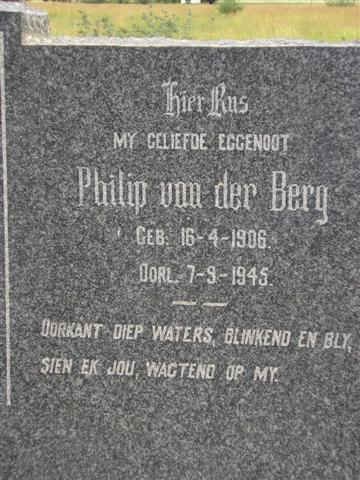 Hier Rus
MY GELIEFDE EGGENOOT
Philip von der Berg
GEB. 16-4-1906.
OORL. 7-9-1945.
OORKANT DIEP WATERS, BLINKEND EN BLY,
SIEN EK JOU, WAGTEND OP MY.